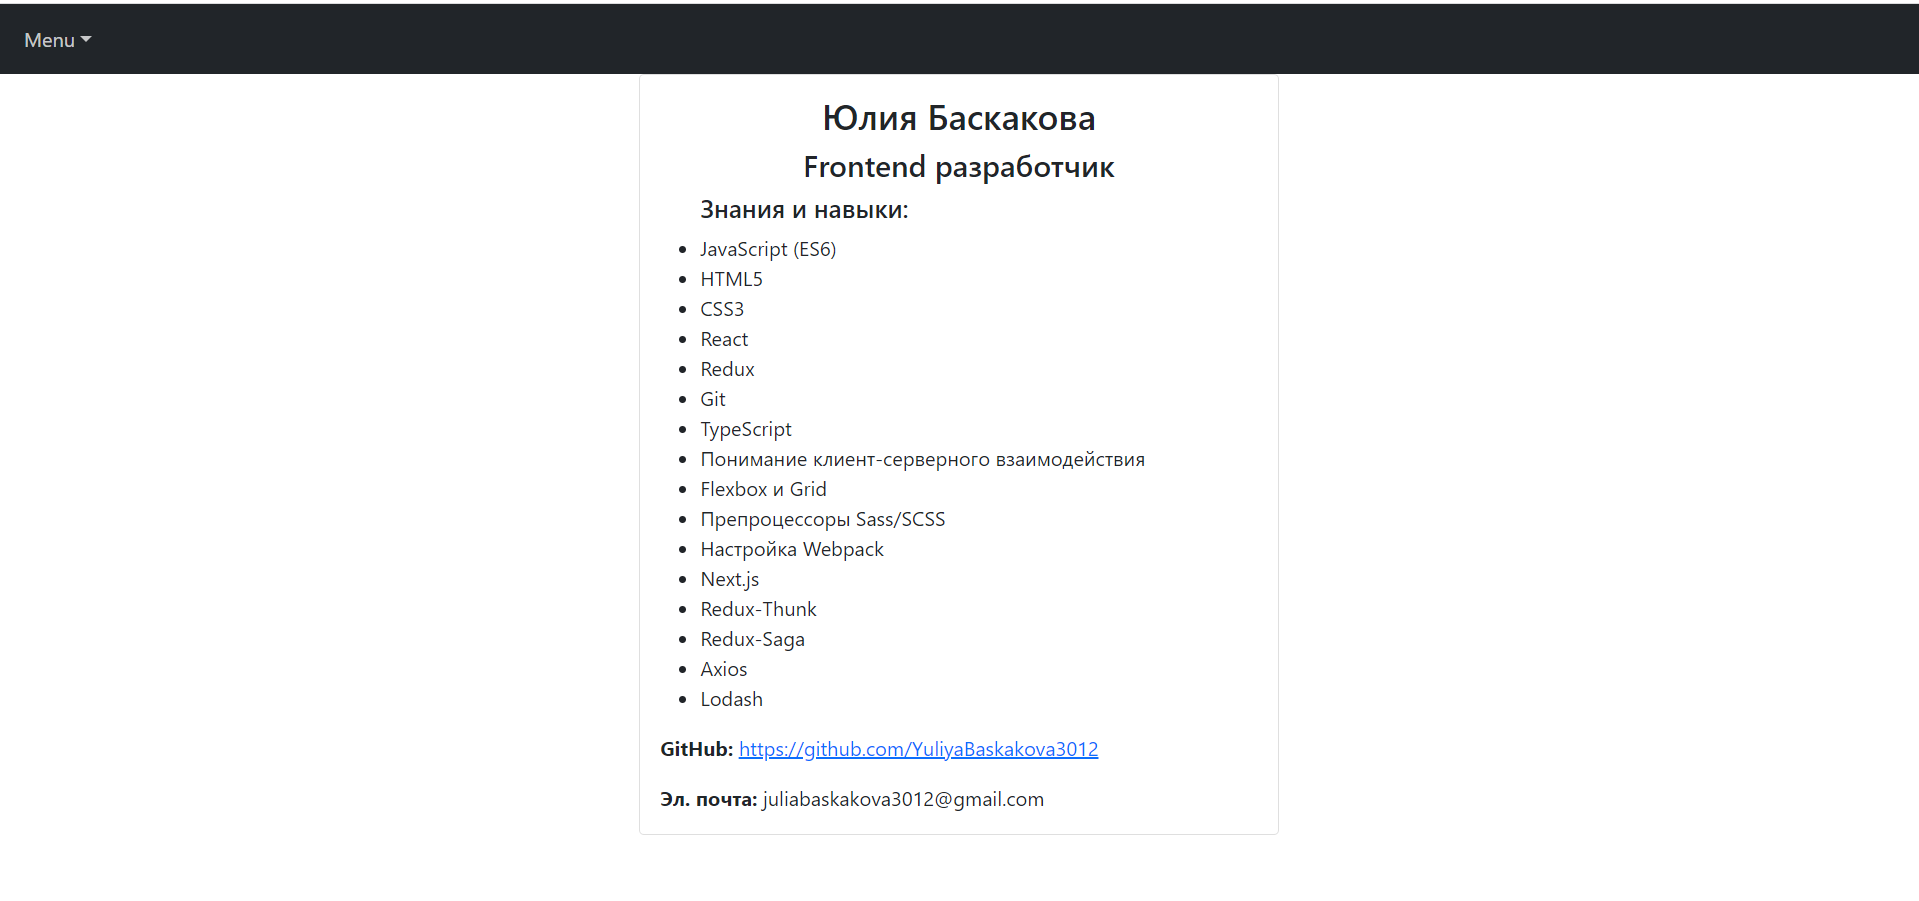 Menu
Юлия Баскакова
Frontend разработчик
Знания и навыки:
JavaScript (ES6)
HTML5
CSS3
React
Redux
Git
TypeScript
Понимание клиент-серверного взаимодействия
Flexbox и Grid
Препроцессоры Sass/SCSS
Настройка Webpack
Next.js
Redux-Thunk
Redux-Saga
Axios
Lodash
GitHub: https://github.com/YuliyaBaskakova3012
Эл. почта: juliabaskakova3012@gmail.com